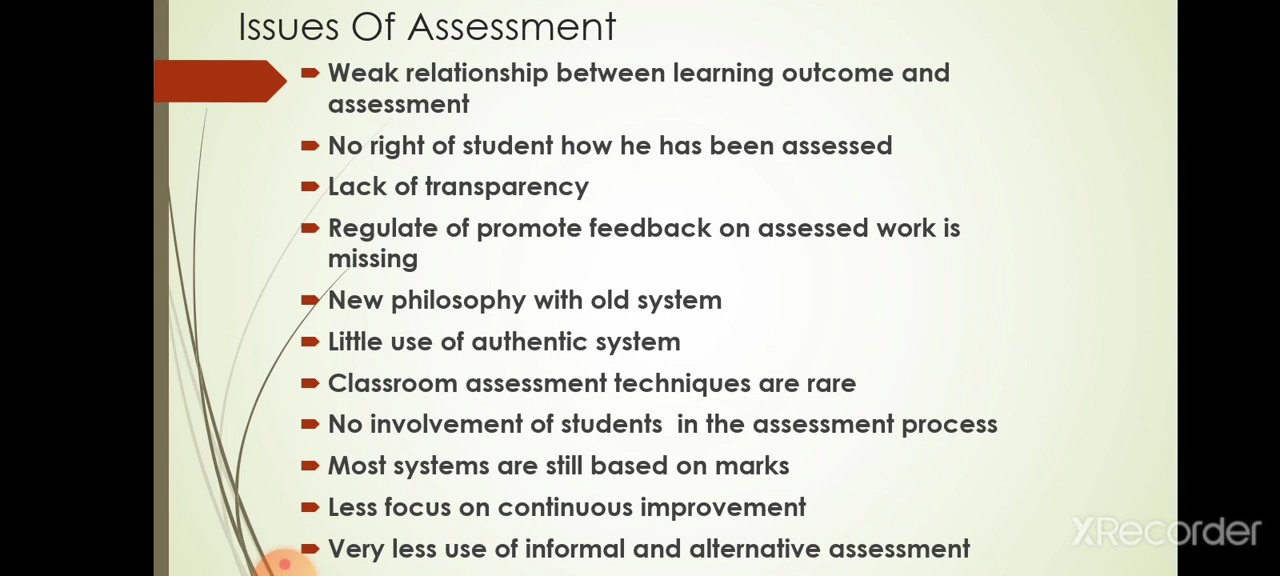 Issues Of Assessment
Weak relationship between learning outcome and
assessment
No right of student how he has been assessed
Lack of transparency
Regulate of promote feedback on assessed work is
missing
New philosophy with old system
Little use of authentic system
Classroom assessment techniques are rare
No involvement of students in the assessment process
Most systems are still based on marks
Less focus on continuous improvement
Very less use of informal and alternative assessment
XRecorder